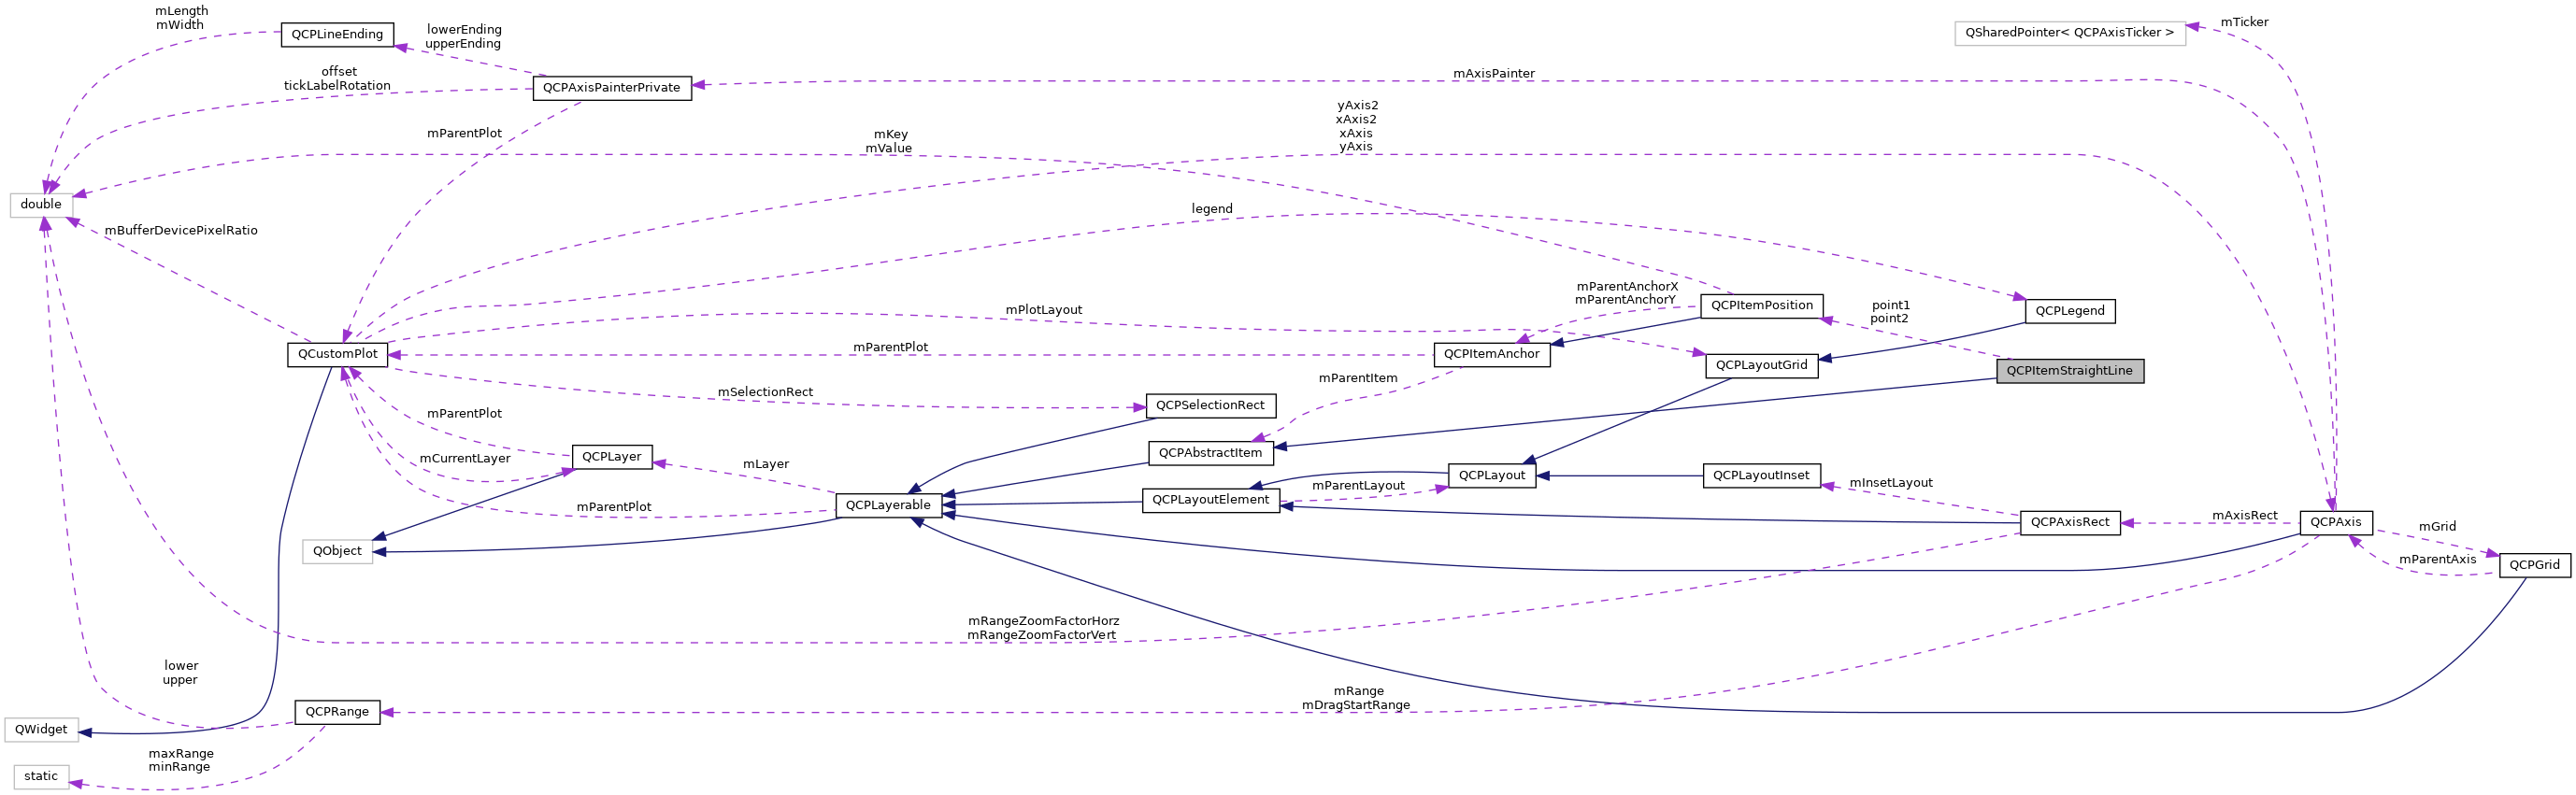 mLength
mWidth
QCPLineEnding
lowerEnding
upperEnding
QSharedPointer< QCPAxisTicker >
mTicker
offset
tickLabelRotation
QCPAxisPainterPrivate
mAxisPainter
mParentPlot
mKey
mValue
yAxis2
xAxis2
xAxis
yAxis
double
mBufferDevicePixelRatio
legend
mParentAnchorX
mParentAnchorY
QCPItemPosition
point1
point2
QCPLegend
mPlotLayout
QCustomPlot
mParentPlot
QCPItemAnchor
QCPLayoutGrid
QCPItemStraightLine
mParentItem
mSelectionRect
QCPSelectionRect
mParentPlot
mCurrentLayer
QCPLayer
mLayer
QCPAbstractItem
QCPLayout
QCPLayoutInset
mInsetLayout
mParentLayout
QCPLayoutElement
QCPLayerable
mParentPlot
QObject
QCPAxisRect
mAxisRect
QCPAxis
mGrid
mParentAxis
QCPGrid
mRangeZoomFactorHorz
mRangeZoomFactorVert
lower
upper
mRange
mDragStartRange
QCPRange
QWidget
maxRange
minRange
static